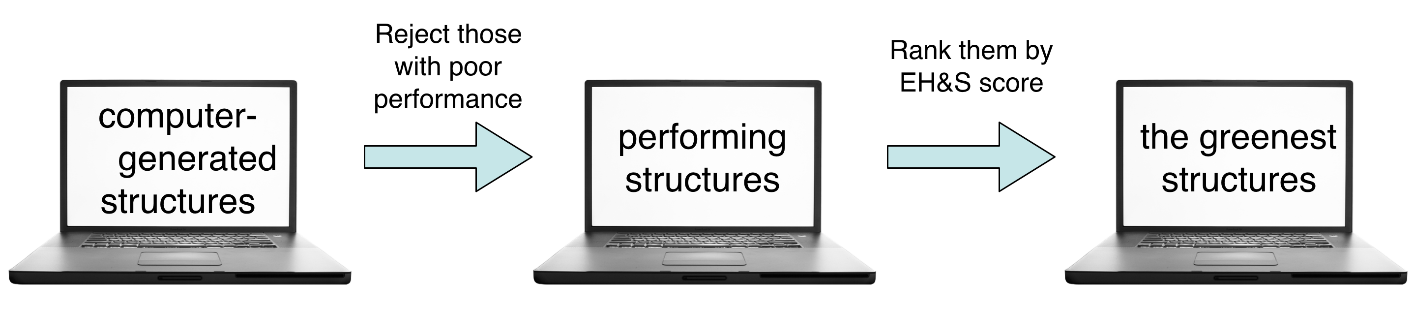 computer-
generated
structures
Reject those
with poor
performance
performing
structures
Rank them by
EH&S score
the greenest
structures